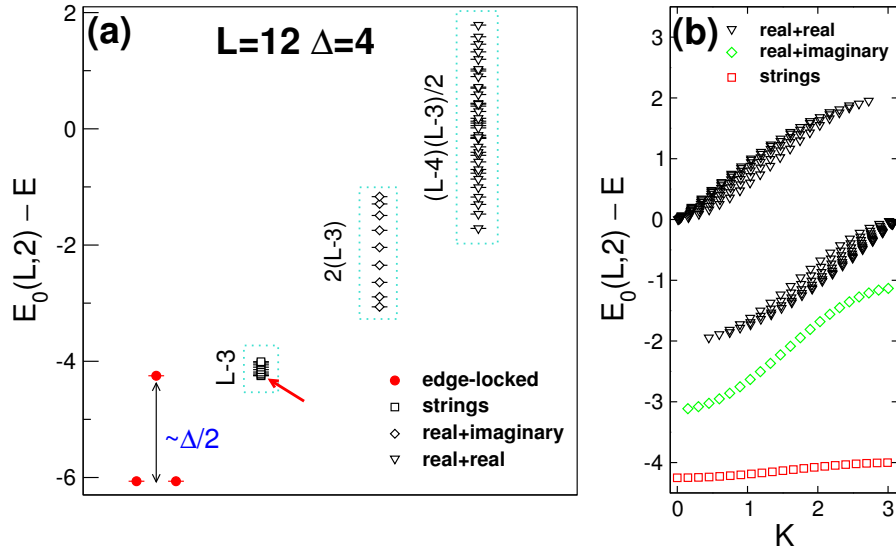 (a)
L=12 Δ=4
E₀(L,2) − E
2
0
-2
-4
-6
~Δ/2
L-3
2(L-3)
(L-4)(L-3)/2
edge-locked
strings
real+imaginary
real+real
(b)
real+real
real+imaginary
strings
E₀(L,2) − E
3
2
1
0
-1
-2
-3
-4
0
1
2
3
K